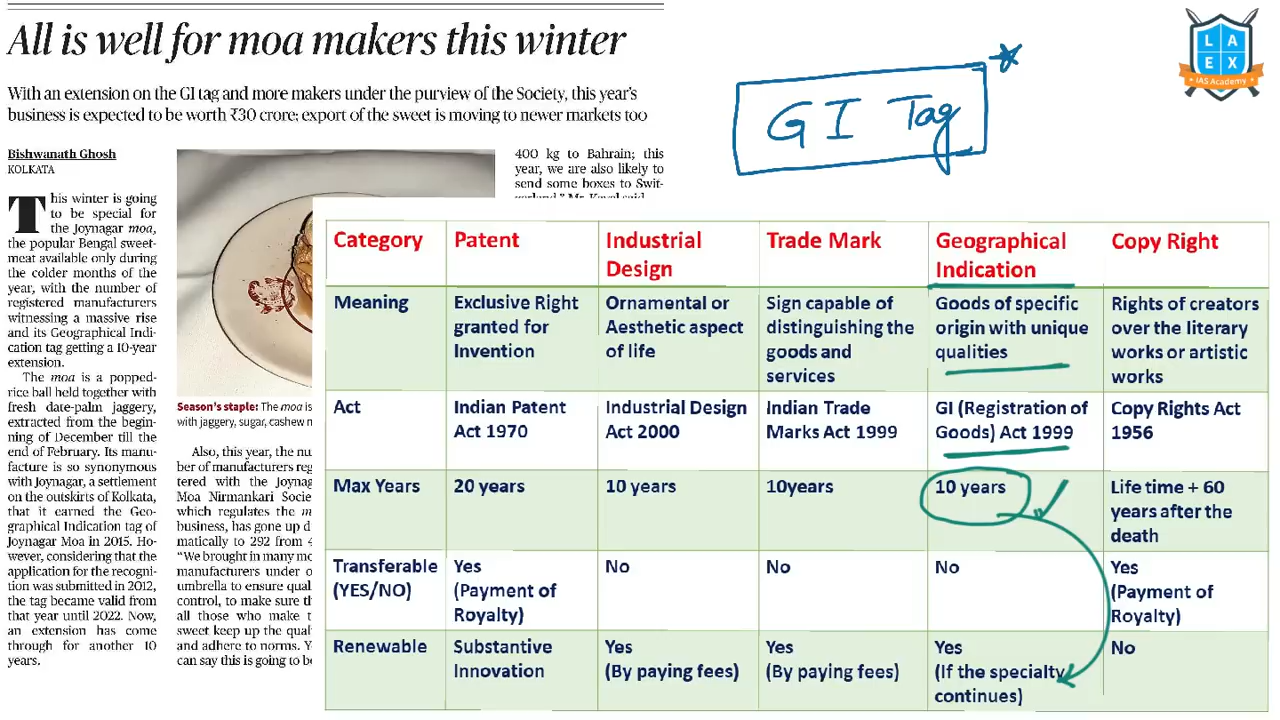 All is well for moa makers this winter
With an extension on the GI tag and more makers under the purview of the Society, this year's
business is expected to be worth ₹30 crore; export of the sweet is moving to newer markets too
Bishwanath Ghosh
KOLKATA
This winter is going
to be special for
the Joynagar moa,
the popular Bengal sweet-
meat available only during
the colder months of the
year, with the number of
registered manufacturers
witnessing a massive rise
and its Geographical Indi-
cation tag getting a 10-year
extension.
The moa is a popped-
rice ball held together with
fresh date-palm jaggery,
extracted from the begin-
ning of December till the
end of February. Its manu-
facture is so synonymous
with Joynagar, a settlement
on the outskirts of Kolkata,
that it earned the Geo-
graphical Indication tag of
Joynagar Moa in 2015. Ho-
wever, considering that the
application for the recogni-
tion was submitted in 2012,
the tag became valid from
that year until 2022. Now,
an extension has come
through for another 10
years.
Season's staple: The moa is
with jaggery, sugar, cashew
Also, this year, the nu
ber of manufacturers reg
tered with the Joynag
Moa Nirmankari Socie
which regulates the
business, has gone up d
matically to 292 from
"We brought in many mo
manufacturers under o
umbrella to ensure qual
control, to make sure th
all those who make t
sweet keep up the qual
and adhere to norms. Y
can say this is going to be
400 kg to Bahrain; this
year, we are also likely to
send some boxes to Swit-
GI Tag
L A
E X
IAS Academy
Category Patent Industrial Design Trade Mark Geographical Indication Copy Right
Meaning Exclusive Right granted for Invention Ornamental or Aesthetic aspect of life Sign capable of distinguishing the goods and services Goods of specific origin with unique qualities Rights of creators over the literary works or artistic works
Act Indian Patent Act 1970 Industrial Design Act 2000 Indian Trade Marks Act 1999 GI (Registration of Goods) Act 1999 Copy Rights Act 1956
Max Years 20 years 10 years 10years 10 years Life time + 60 years after the death
Transferable (YES/NO) Yes (Payment of Royalty) No No No Yes (Payment of Royalty)
Renewable Substantive Innovation Yes (By paying fees) Yes (By paying fees) Yes (If the specialty continues) No